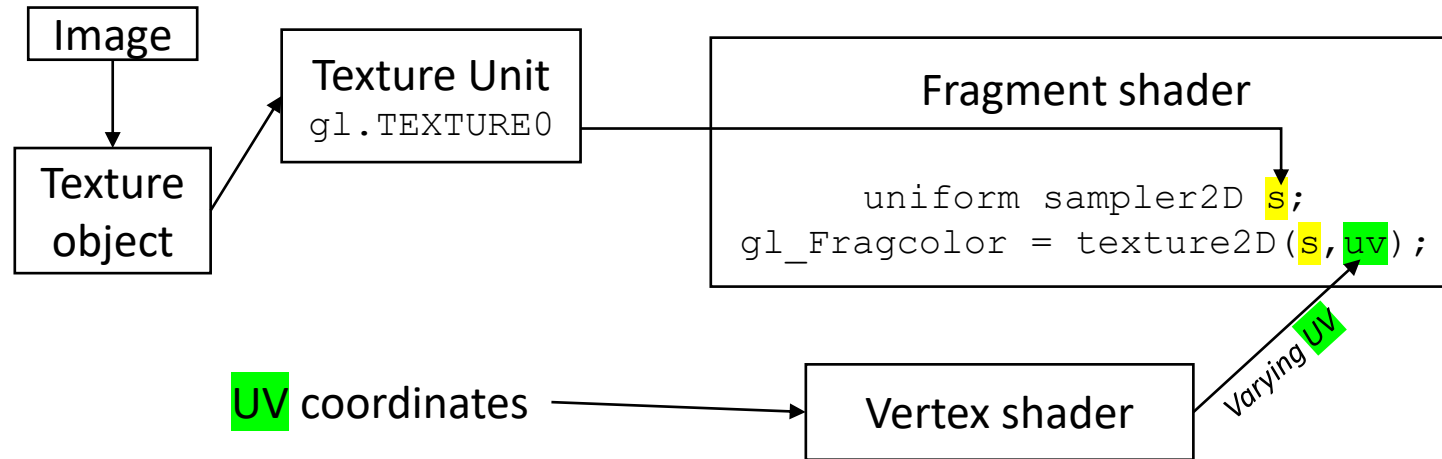 Image
Texture
object
Texture Unit
gl.TEXTURE0
Fragment shader
uniform sampler2D s;
gl_Fragcolor = texture2D(s,uv);
Varying UV
UV coordinates
Vertex shader